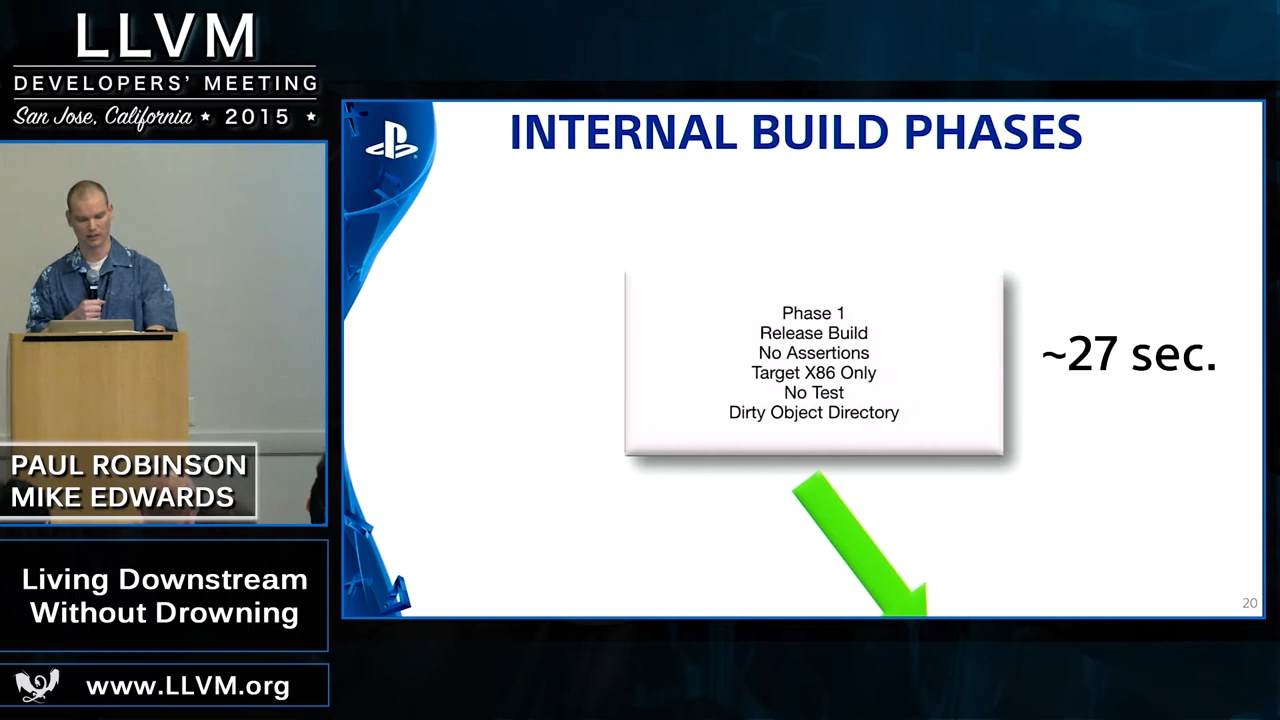 LLVM
DEVELOPERS' MEETING
San Jose, California ★ 2015 ★
INTERNAL BUILD PHASES
Phase 1
Release Build
No Assertions
Target X86 Only
No Test
Dirty Object Directory
~27 sec.
20
PAUL ROBINSON
MIKE EDWARDS
Living Downstream
Without Drowning
www.LLVM.org